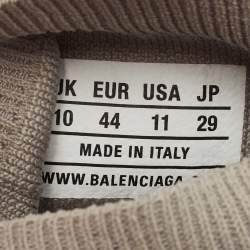 UK EUR USA JP
10 44 11 29
MADE IN ITALY
WWW.BALENCIAGA